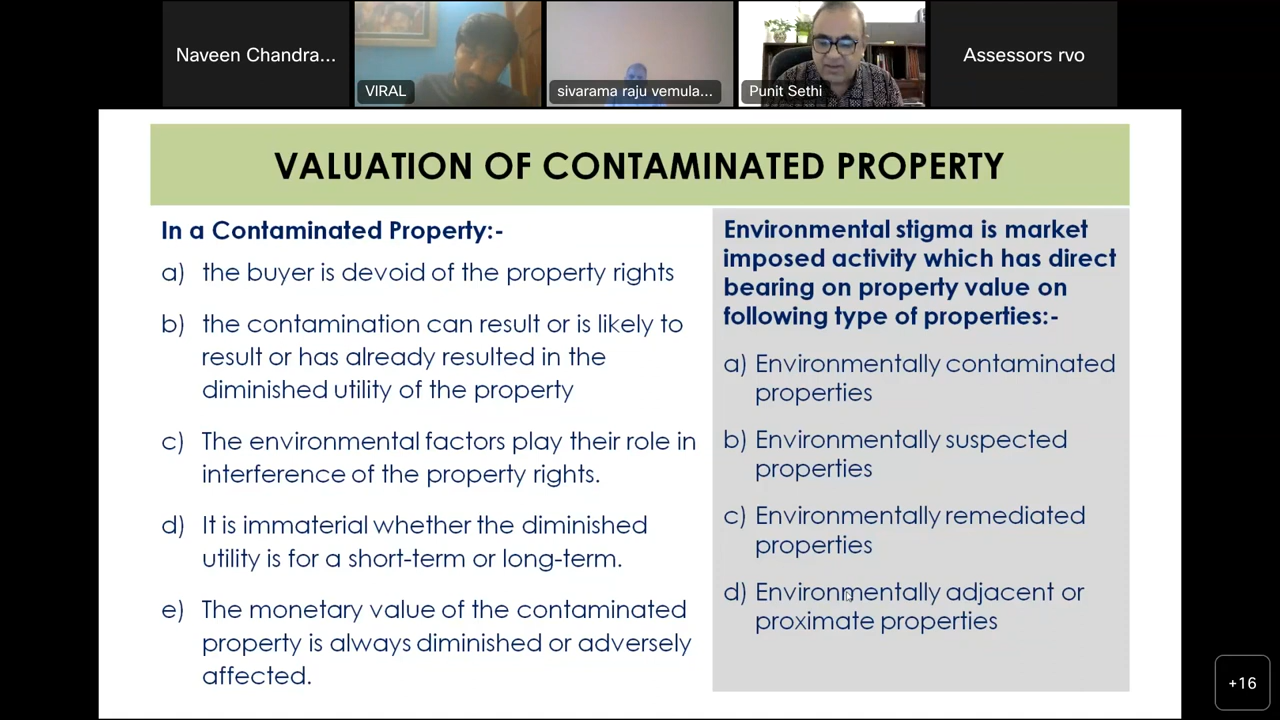 Naveen Chandra...
VIRAL
sivarama raju vemula...
Punit Sethi
Assessors rvo
VALUATION OF CONTAMINATED PROPERTY
In a Contaminated Property:-
a) the buyer is devoid of the property rights
b) the contamination can result or is likely to
result or has already resulted in the
diminished utility of the property
c) The environmental factors play their role in
interference of the property rights.
d) It is immaterial whether the diminished
utility is for a short-term or long-term.
e) The monetary value of the contaminated
property is always diminished or adversely
affected.
Environmental stigma is market
imposed activity which has direct
bearing on property value on
following type of properties:-
a) Environmentally contaminated
properties
b) Environmentally suspected
properties
c) Environmentally remediated
properties
d) Environmentally adjacent or
proximate properties
+16